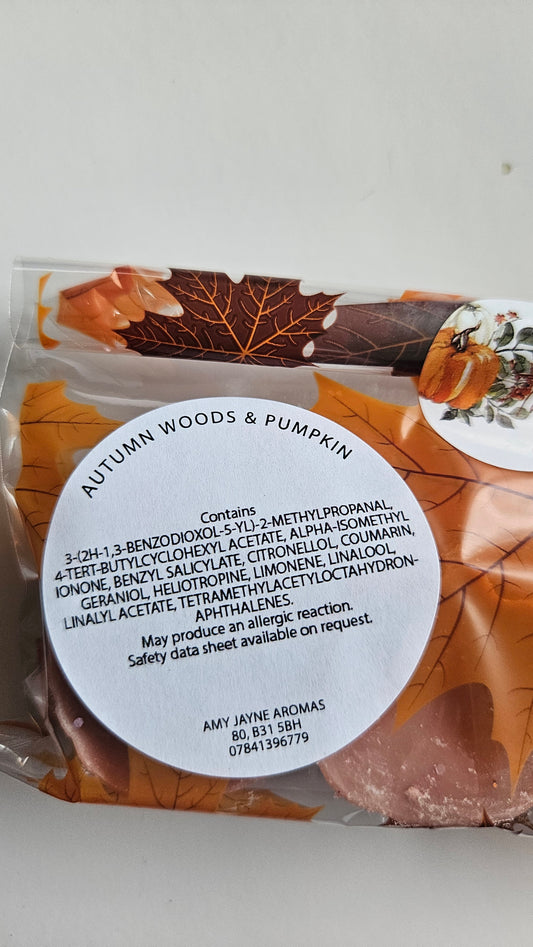 AUTUMN WOODS & PUMPKIN
Contains
3-(2H-1,3-BENZODIOXOL-5-YL)-2-METHYLPROPANAL,
4-TERT-BUTYLCYCLOHEXYL ACETATE, ALPHA-ISOMETHYL
IONONE, BENZYL SALICYLATE, CITRONELLOL, COUMARIN,
GERANIOL, HELIOTROPINE, LIMONENE, LINALOOL,
LINALYL ACETATE, TETRAMETHYLACETYLOCTAHYDRON-
APHTHALENES.
May produce an allergic reaction.
Safety data sheet available on request.
AMY JAYNE AROMAS
80, B31 5BH
07841396779